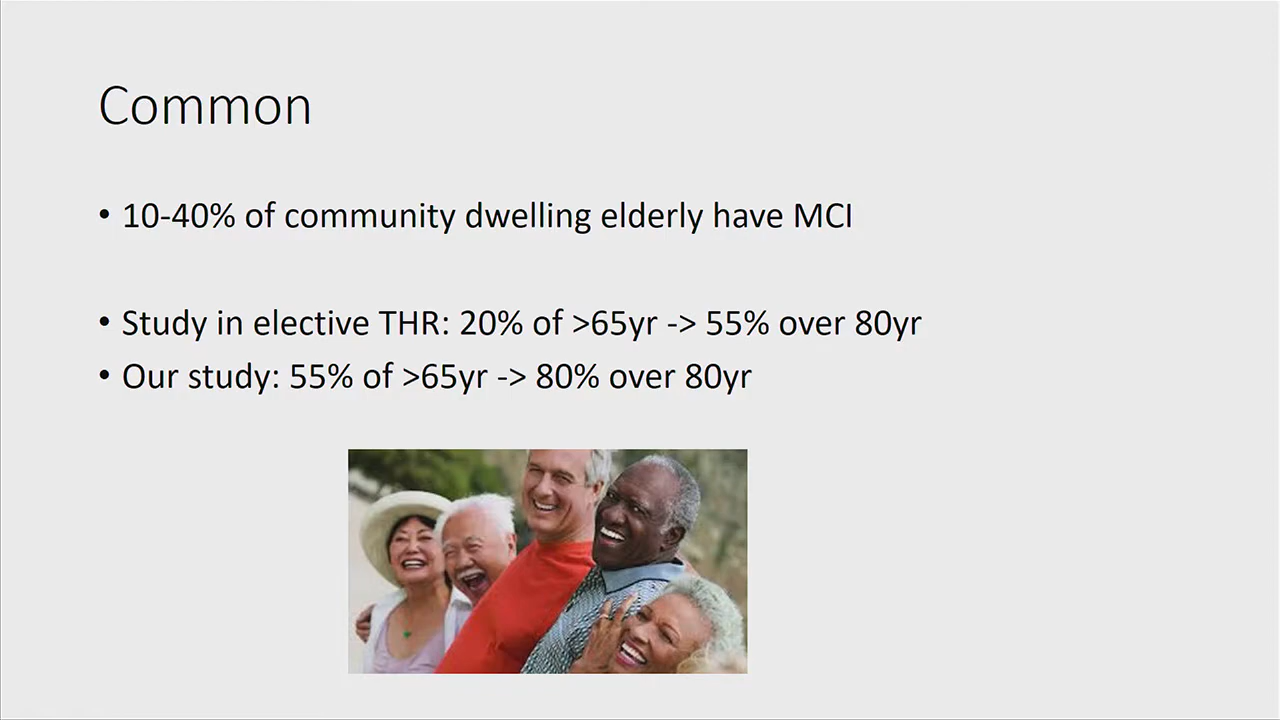 Common
• 10-40% of community dwelling elderly have MCI
• Study in elective THR: 20% of >65yr -> 55% over 80yr
• Our study: 55% of >65yr -> 80% over 80yr